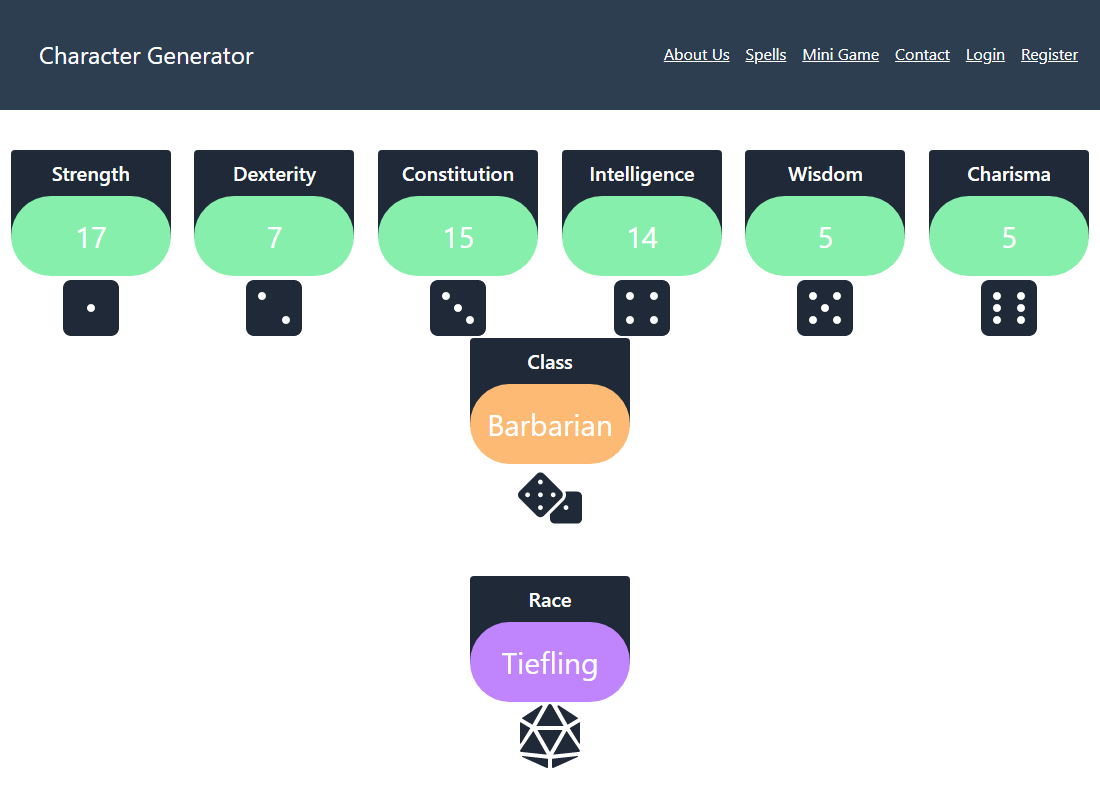 Character Generator
About Us Spells Mini Game Contact Login Register
Strength Dexterity Constitution Intelligence Wisdom Charisma
17 7 15 14 5 5
Class
Barbarian
Race
Tiefling